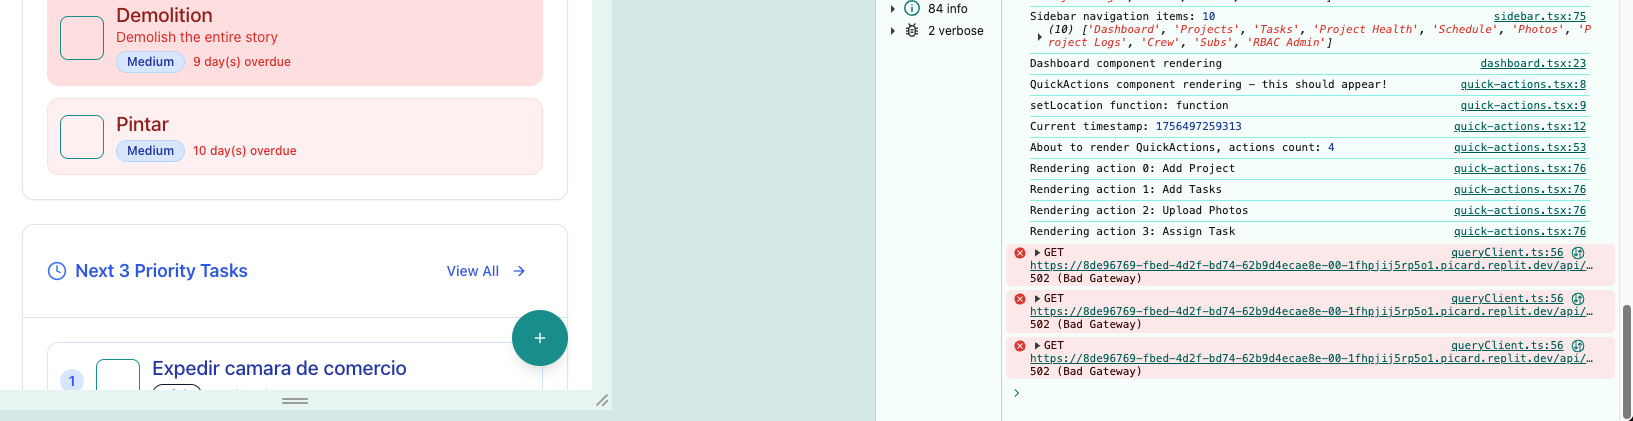 Demolition
Demolish the entire story
Medium 9 day(s) overdue
Pintar
Medium 10 day(s) overdue
Next 3 Priority Tasks
View All →
+
1 Expedir camara de comercio
84 info
2 verbose
Sidebar navigation items: 10 sidebar.tsx:75
(10) ['Dashboard', 'Projects', 'Tasks', 'Project Health', 'Schedule', 'Photos', 'P
roject Logs', 'Crew', 'Subs', 'RBAC Admin']
Dashboard component rendering dashboard.tsx:23
QuickActions component rendering – this should appear! quick-actions.tsx:8
setLocation function: function quick-actions.tsx:9
Current timestamp: 1756497259313 quick-actions.tsx:12
About to render QuickActions, actions count: 4 quick-actions.tsx:53
Rendering action 0: Add Project quick-actions.tsx:76
Rendering action 1: Add Tasks quick-actions.tsx:76
Rendering action 2: Upload Photos quick-actions.tsx:76
Rendering action 3: Assign Task quick-actions.tsx:76
GET queryClient.ts:56
https://8de96769-fbed-4d2f-bd74-62b9d4ecae8e-00-1fhpjij5rp5o1.picard.replit.dev/api/…
502 (Bad Gateway)
GET queryClient.ts:56
https://8de96769-fbed-4d2f-bd74-62b9d4ecae8e-00-1fhpjij5rp5o1.picard.replit.dev/api/…
502 (Bad Gateway)
GET queryClient.ts:56
https://8de96769-fbed-4d2f-bd74-62b9d4ecae8e-00-1fhpjij5rp5o1.picard.replit.dev/api/…
502 (Bad Gateway)
>